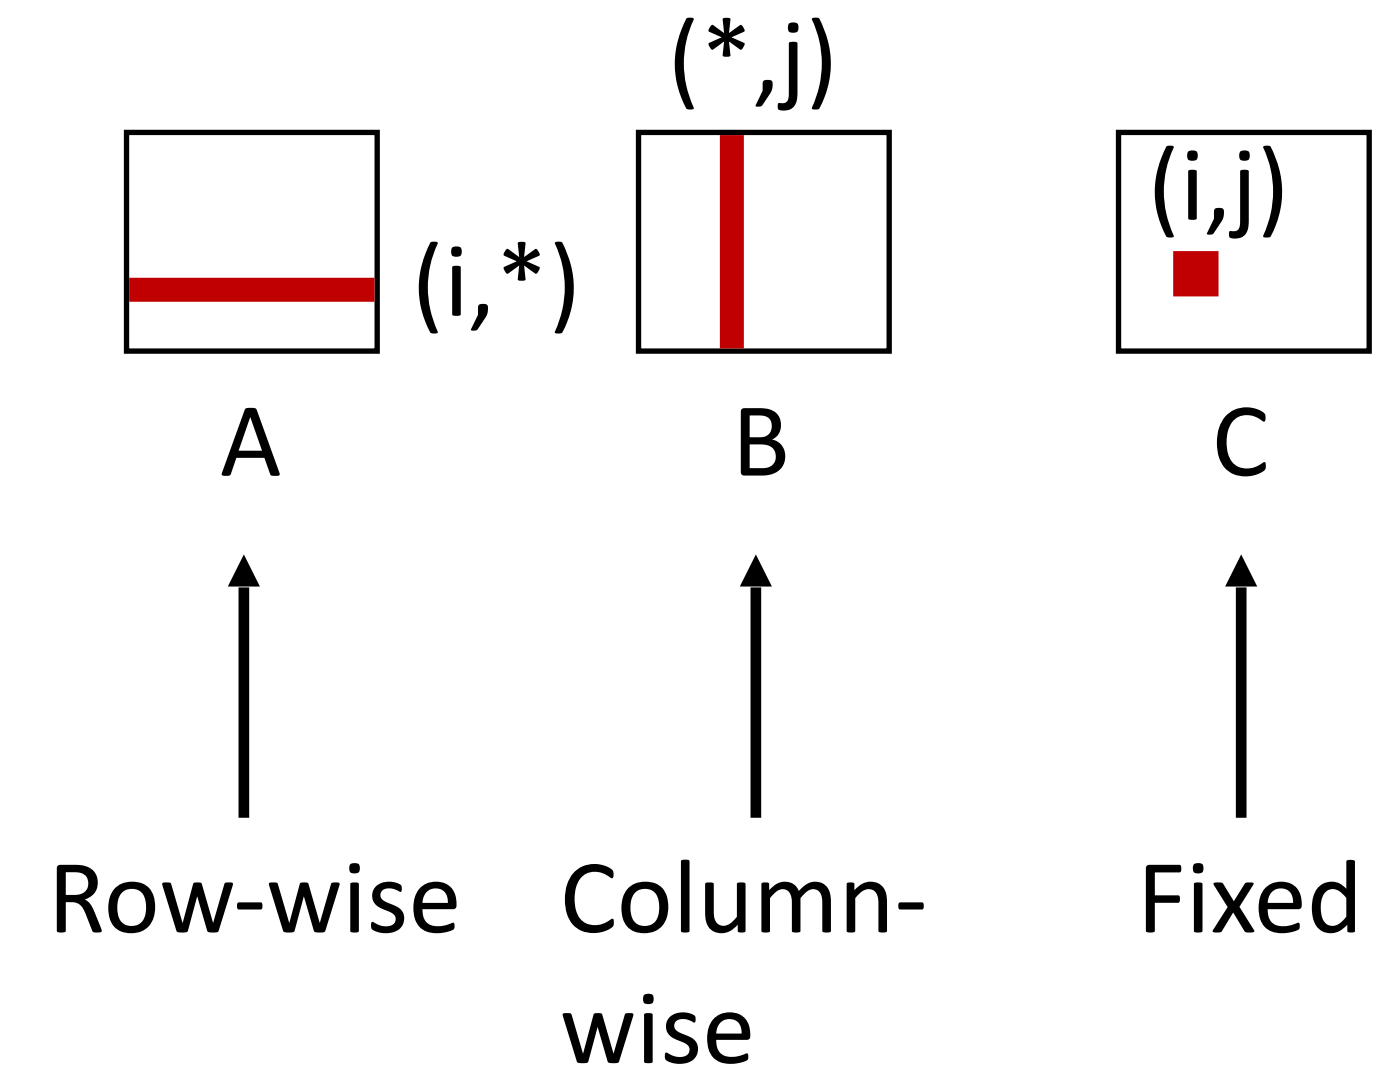 (*,j)
(i,*)
(i,j)
A
B
C
Row-wise
Column-
wise
Fixed